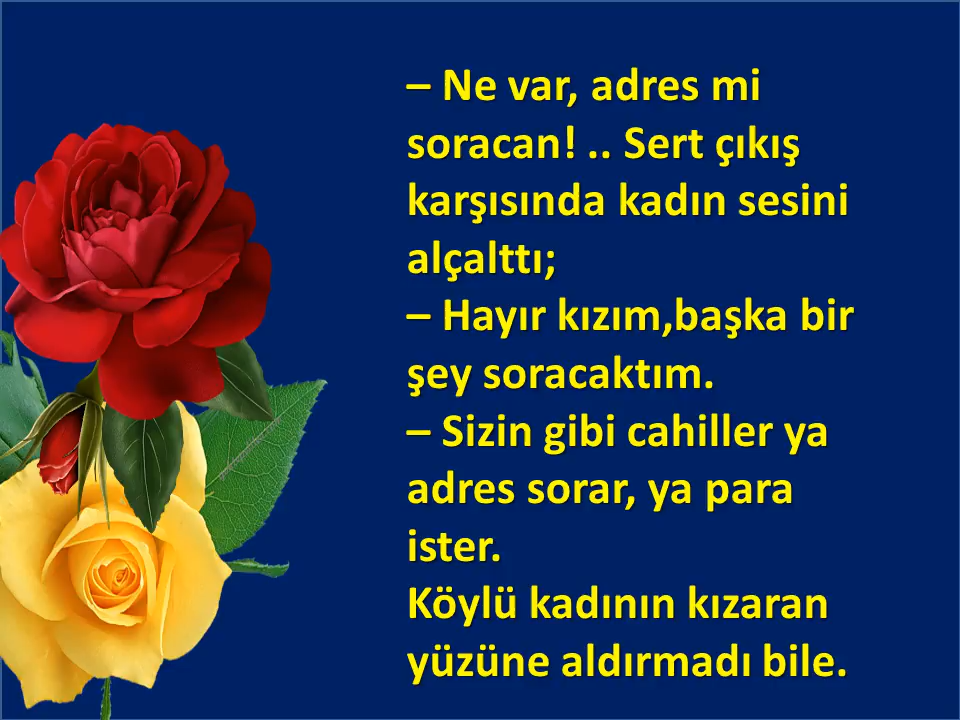 – Ne var, adres mi
soracan! .. Sert çıkış
karşısında kadın sesini
alçalttı;
– Hayır kızım,başka bir
şey soracaktım.
– Sizin gibi cahiller ya
adres sorar, ya para
ister.
Köylü kadının kızaran
yüzüne aldırmadı bile.